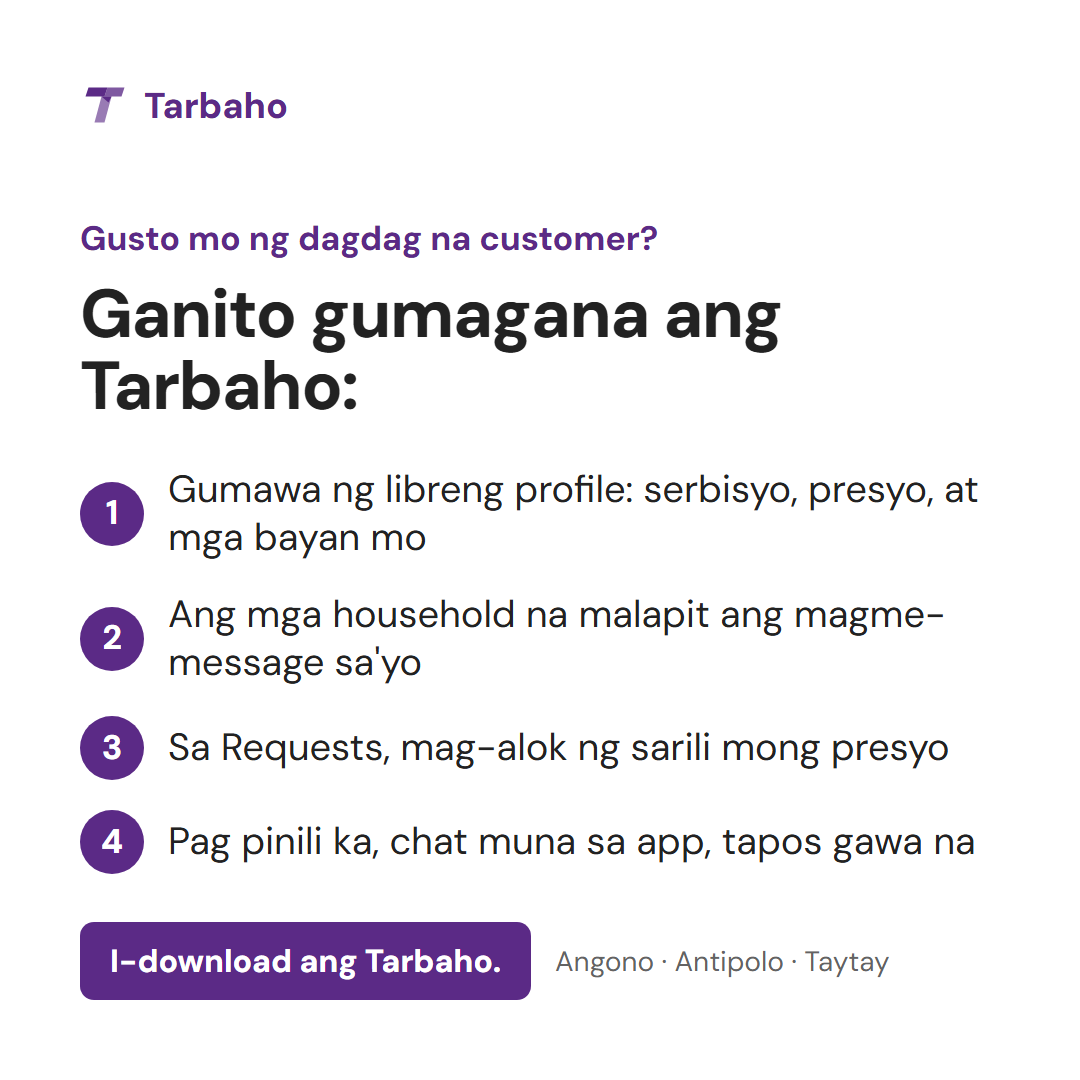 Tarbaho
Gusto mo ng dagdag na customer?
Ganito gumagana ang
Tarbaho:
1 Gumawa ng libreng profile: serbisyo, presyo, at
mga bayan mo
2 Ang mga household na malapit ang magme-
message sa'yo
3 Sa Requests, mag-alok ng sarili mong presyo
4 Pag pinili ka, chat muna sa app, tapos gawa na
I-download ang Tarbaho. Angono · Antipolo · Taytay